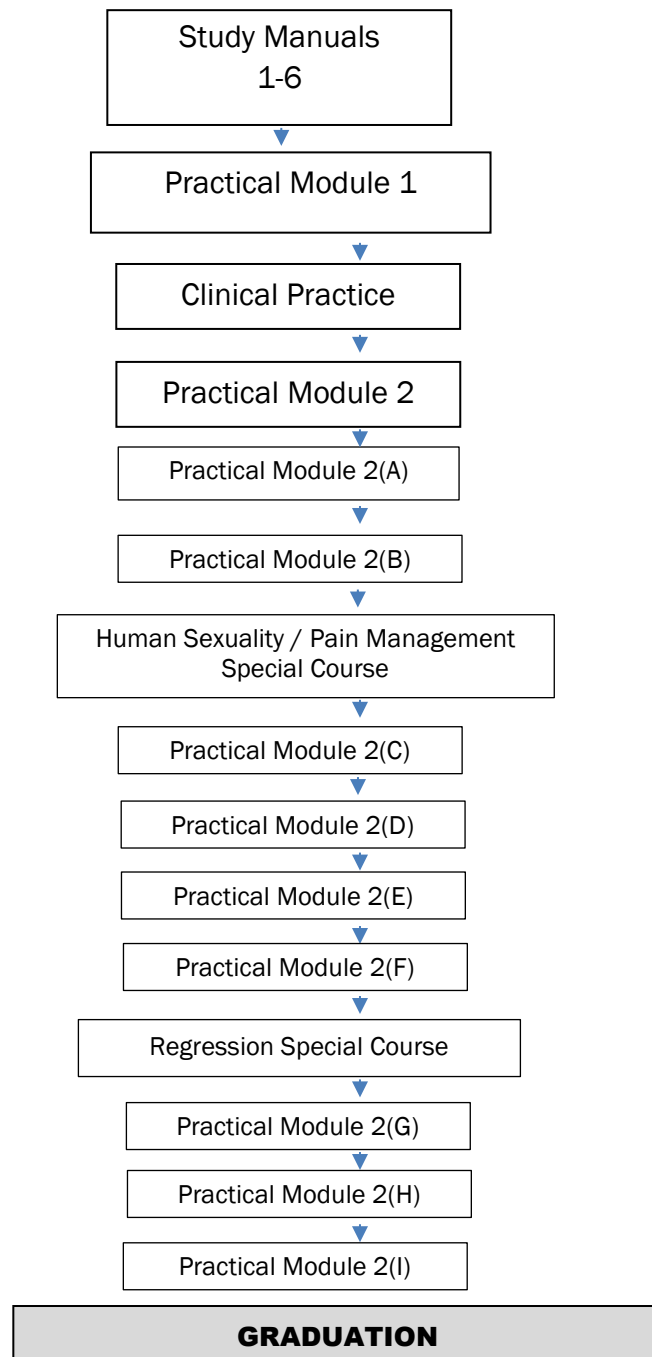 Study Manuals
1-6
Practical Module 1
Clinical Practice
Practical Module 2
Practical Module 2(A)
Practical Module 2(B)
Human Sexuality / Pain Management
Special Course
Practical Module 2(C)
Practical Module 2(D)
Practical Module 2(E)
Practical Module 2(F)
Regression Special Course
Practical Module 2(G)
Practical Module 2(H)
Practical Module 2(I)
GRADUATION